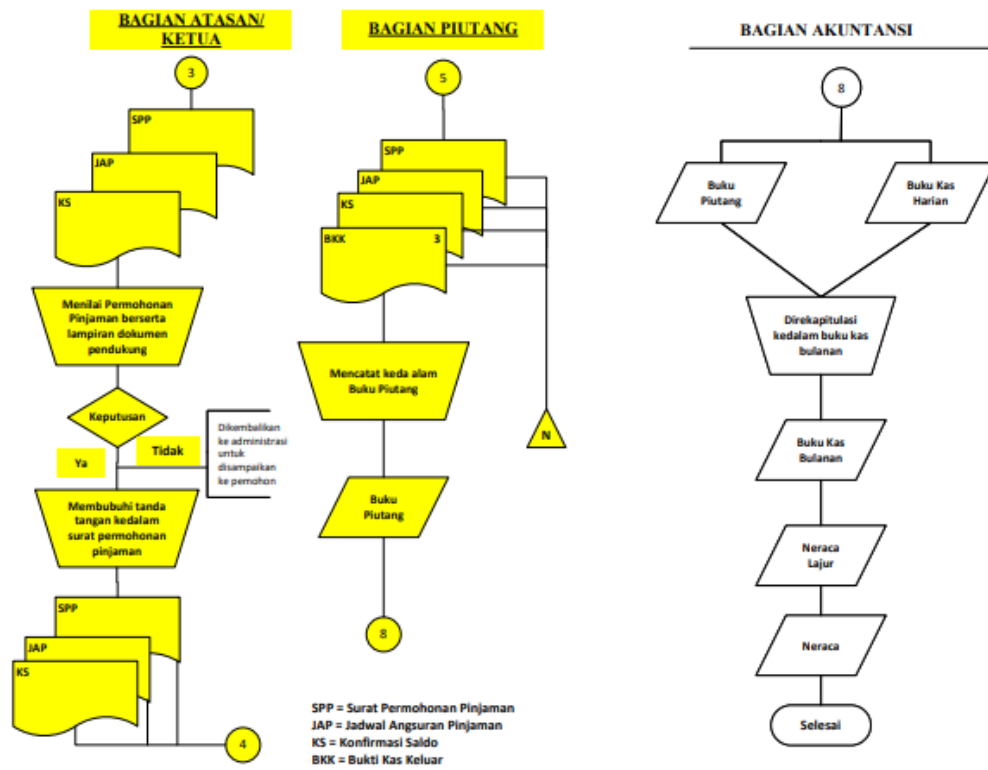 BAGIAN ATASAN/
KETUA
3
SPP
JAP
KS
Menilai Permohonan
Pinjaman berserta
lampiran dokumen
pendukung
Keputusan
Ya
Tidak
Dikembalikan
ke administrasi
untuk
disampaikan
ke pemohon
Membubuhi tanda
tangan kedalam
surat permohonan
pinjaman
SPP
JAP
KS
4
BAGIAN PIUTANG
5
SPP
JAP
KS
BKK 3
Mencatat keda alam
Buku Piutang
N
Buku
Piutang
8
SPP = Surat Permohonan Pinjaman
JAP = Jadwal Angsuran Pinjaman
KS = Konfirmasi Saldo
BKK = Bukti Kas Keluar
BAGIAN AKUNTANSI
8
Buku
Piutang
Buku Kas
Harian
Direkapitulasi
kedalam buku kas
bulanan
Buku Kas
Bulanan
Neraca
Lajur
Neraca
Selesai